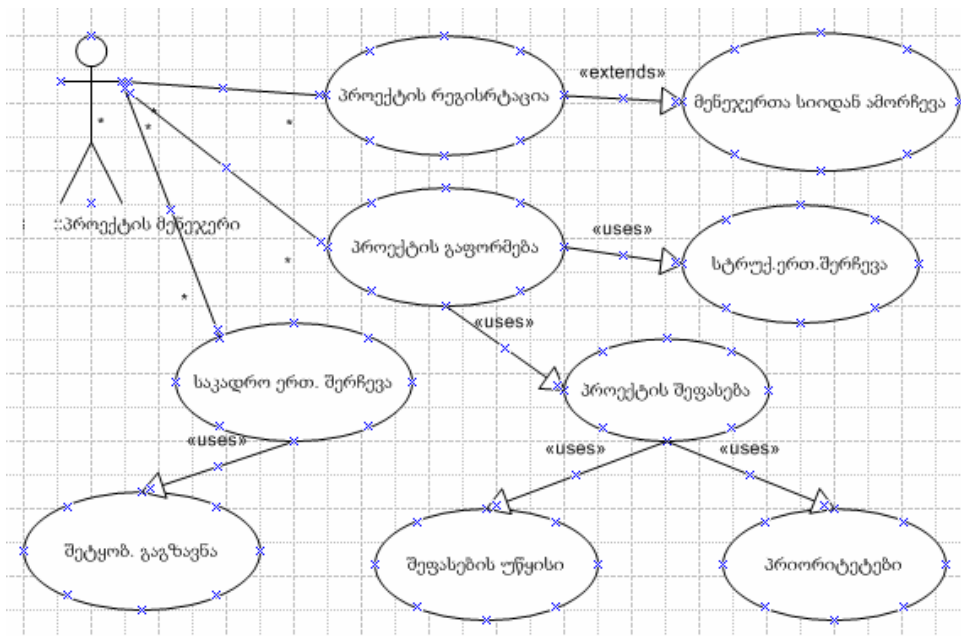 «extends»
პროექტის რეგისრტაცია
მენეჯერთა სიიდან ამორჩევა
*
*
*
*
::პროექტის მენეჯერი
«uses»
პროექტის გაფორმება
სტრუქ.ერთ.შერჩევა
*
*
«uses»
საკადრო ერთ. შერჩევა
პროექტის შეფასება
«uses»
«uses»
«uses»
შეტყობ. გაგზავნა
შეფასების უწყისი
პრიორიტეტები